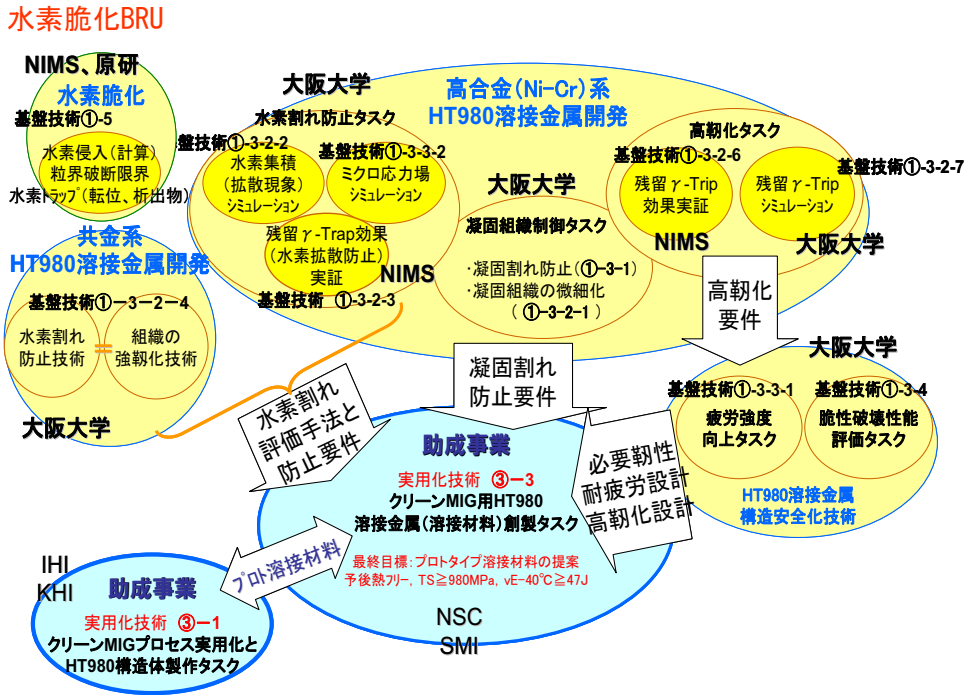 水素脆化BRU
NIMS、原研
水素脆化
基盤技術①-5
水素侵入(計算)
粒界破断限界
水素トラップ(転位、析出物)
大阪大学
高合金(Ni-Cr)系
HT980溶接金属開発
水素割れ防止タスク
盤技術①-3-2-2
水素集積
(拡散現象)
シミュレーション
基盤技術①-3-3-2
ミクロ応力場
シミュレーション
残留γ-Trap効果
(水素拡散防止)
実証
NIMS
基盤技術 ①-3-2-3
大阪大学
凝固組織制御タスク
・凝固割れ防止(①-3-1)
・凝固組織の微細化
(①-3-2-1)
高靭化タスク
基盤技術①-3-2-6
残留γ-Trip
効果実証
NIMS
基盤技術①-3-2-7
残留γ-Trip
シミュレーション
大阪大学
共金系
HT980溶接金属開発
基盤技術①-3-2-4
水素割れ
防止技術
=
組織の
強靱化技術
大阪大学
高靭化
要件
凝固割れ
防止要件
水素割れ
評価手法と
防止要件
大阪大学
基盤技術①-3-3-1
疲労強度
向上タスク
基盤技術①-3-4
脆性破壊性能
評価タスク
HT980溶接金属
構造安全化技術
必要靭性
耐疲労設計
高靭化設計
助成事業
実用化技術 ③-3
クリーンMIG用HT980
溶接金属(溶接材料)創製タスク
最終目標:プロトタイプ溶接材料の提案
予後熱フリー, TS≧980MPa, vE-40℃≧47J
NSC
SMI
プロト溶接材料
IHI
KHI
助成事業
実用化技術 ③-1
クリーンMIGプロセス実用化と
HT980構造体製作タスク